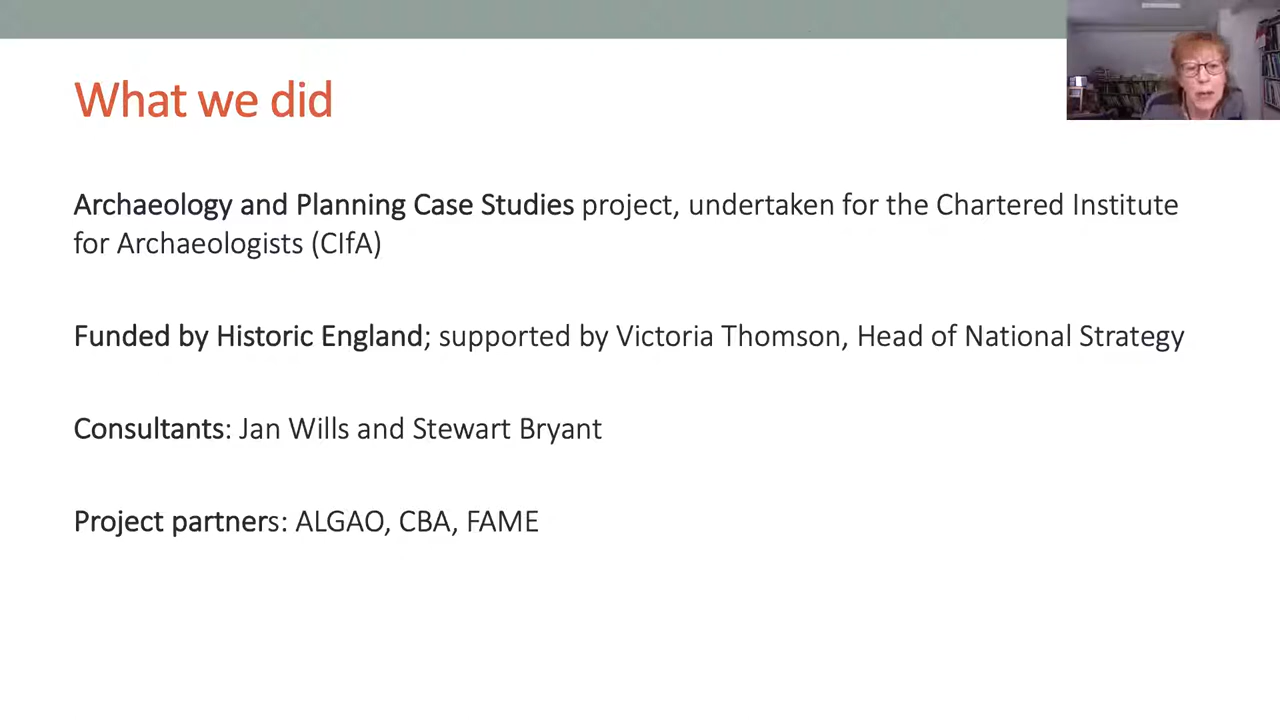 What we did
Archaeology and Planning Case Studies project, undertaken for the Chartered Institute
for Archaeologists (CIfA)
Funded by Historic England; supported by Victoria Thomson, Head of National Strategy
Consultants: Jan Wills and Stewart Bryant
Project partners: ALGAO, CBA, FAME